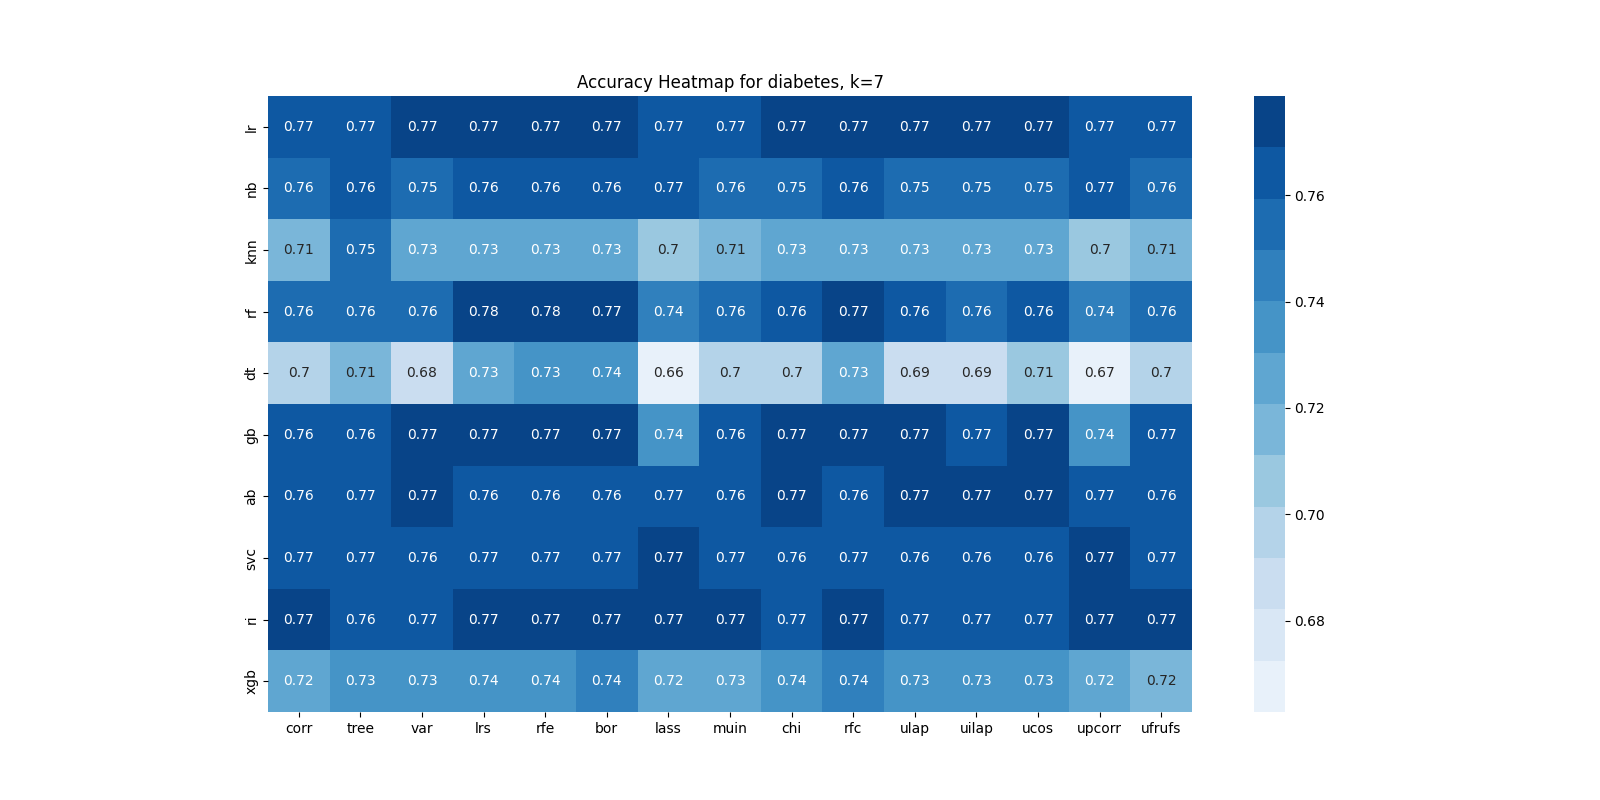 Accuracy Heatmap for diabetes, k=7
lr 0.77 0.77 0.77 0.77 0.77 0.77 0.77 0.77 0.77 0.77 0.77 0.77 0.77 0.77 0.77
nb 0.76 0.76 0.75 0.76 0.76 0.76 0.77 0.76 0.75 0.76 0.75 0.75 0.75 0.77 0.76
0.76
knn 0.71 0.75 0.73 0.73 0.73 0.73 0.7 0.71 0.73 0.73 0.73 0.73 0.73 0.7 0.71
rf 0.76 0.76 0.76 0.78 0.78 0.77 0.74 0.76 0.76 0.77 0.76 0.76 0.76 0.74 0.76
0.74
dt 0.7 0.71 0.68 0.73 0.73 0.74 0.66 0.7 0.7 0.73 0.69 0.69 0.71 0.67 0.7
0.72
gb 0.76 0.76 0.77 0.77 0.77 0.77 0.74 0.76 0.77 0.77 0.77 0.77 0.77 0.74 0.77
ab 0.76 0.77 0.77 0.76 0.76 0.76 0.77 0.76 0.77 0.76 0.77 0.77 0.77 0.77 0.76
0.70
svc 0.77 0.77 0.76 0.77 0.77 0.77 0.77 0.77 0.76 0.77 0.76 0.76 0.76 0.77 0.77
ri 0.77 0.76 0.77 0.77 0.77 0.77 0.77 0.77 0.77 0.77 0.77 0.77 0.77 0.77 0.77
0.68
xgb 0.72 0.73 0.73 0.74 0.74 0.74 0.72 0.73 0.74 0.74 0.73 0.73 0.73 0.72 0.72
corr tree var lrs rfe bor lass muin chi rfc ulap uilap ucos upcorr ufrufs